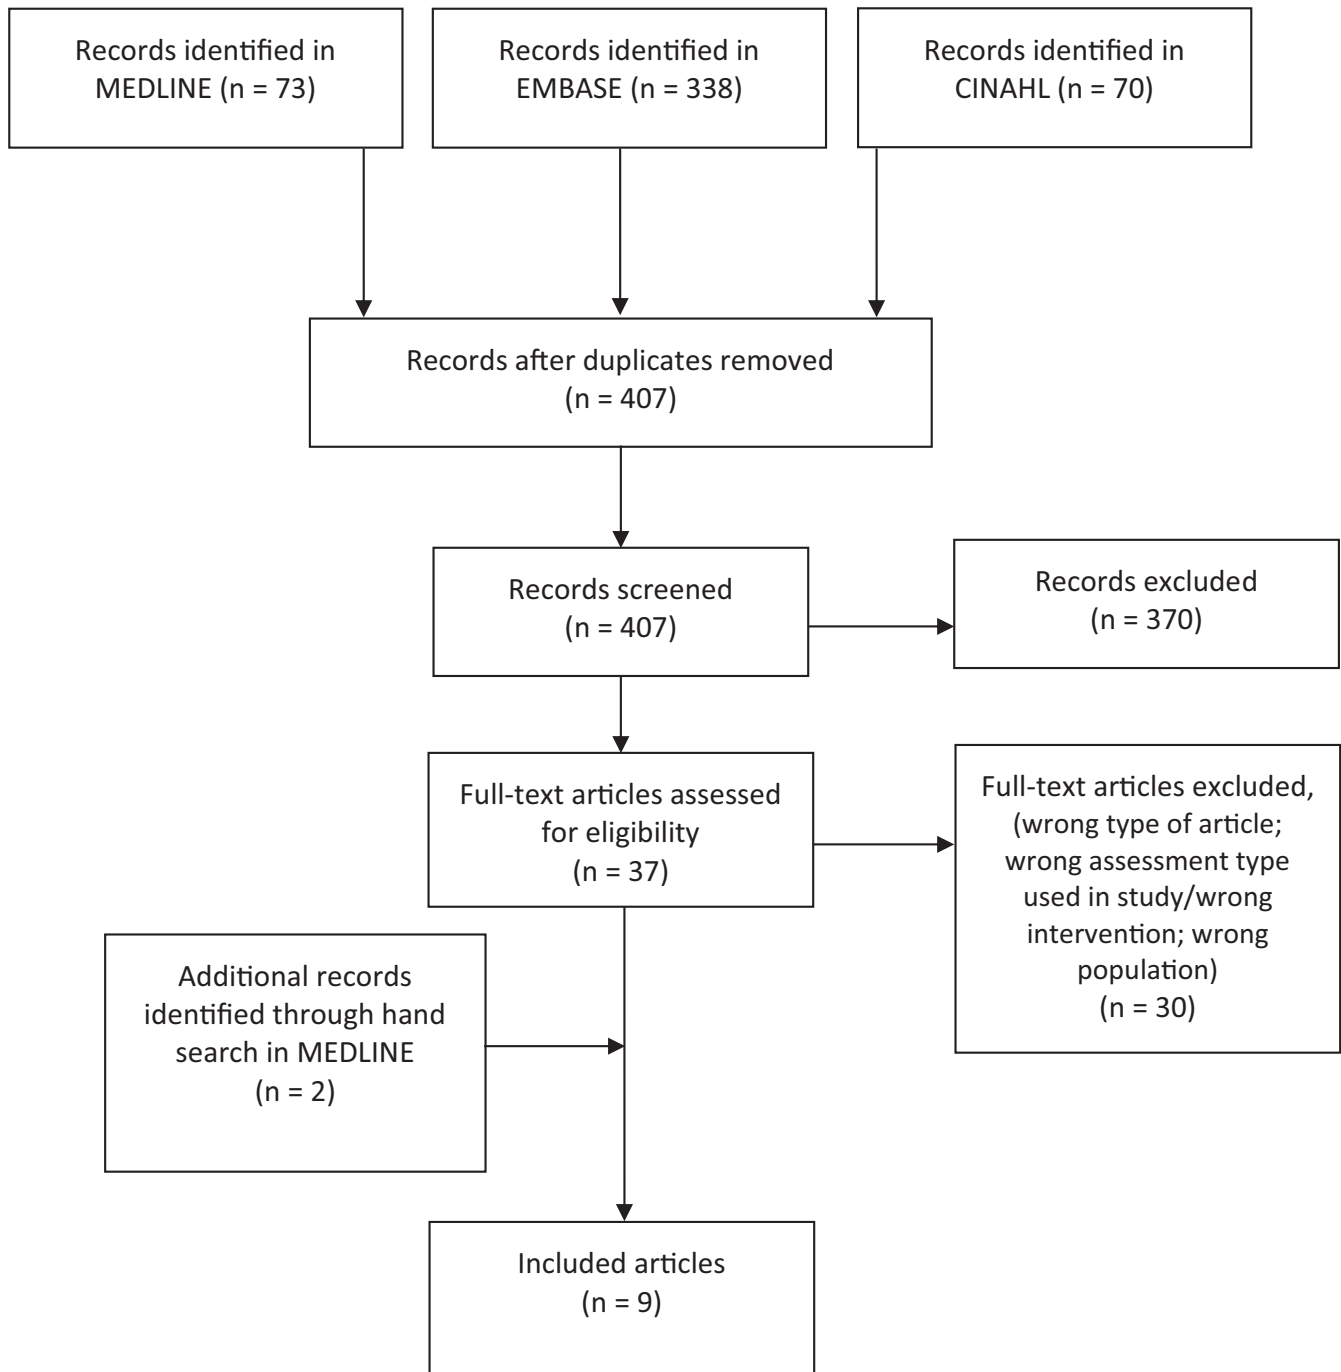 Records identified in
MEDLINE (n = 73)
Records identified in
EMBASE (n = 338)
Records identified in
CINAHL (n = 70)
Records after duplicates removed
(n = 407)
Records screened
(n = 407)
Records excluded
(n = 370)
Full-text articles assessed
for eligibility
(n = 37)
Full-text articles excluded,
(wrong type of article;
wrong assessment type
used in study/wrong
intervention; wrong
population)
(n = 30)
Additional records
identified through hand
search in MEDLINE
(n = 2)
Included articles
(n = 9)